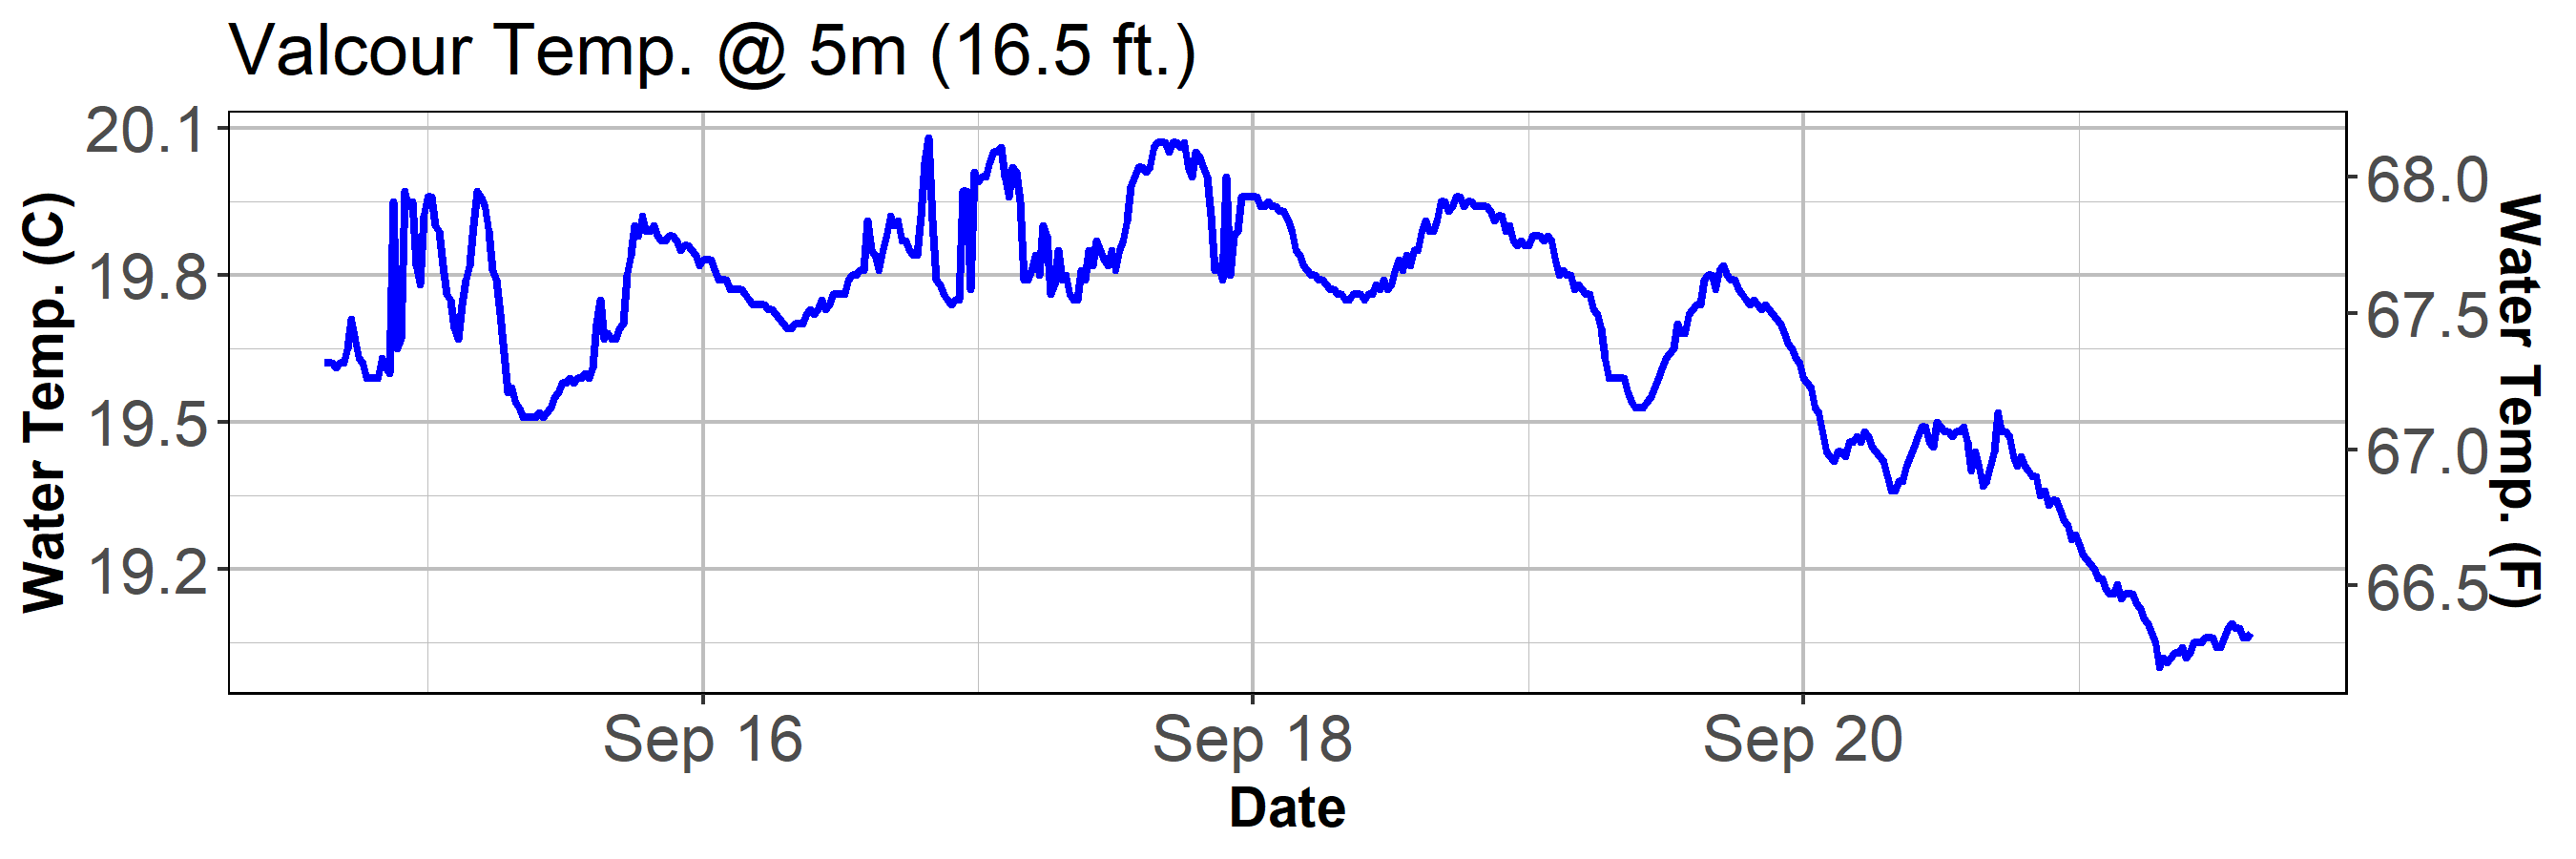 Valcour Temp. @ 5m (16.5 ft.)
Water Temp. (C)
20.1
19.8
19.5
19.2
68.0
67.5
67.0
66.5
Water Temp. (F)
Sep 16
Sep 18
Sep 20
Date